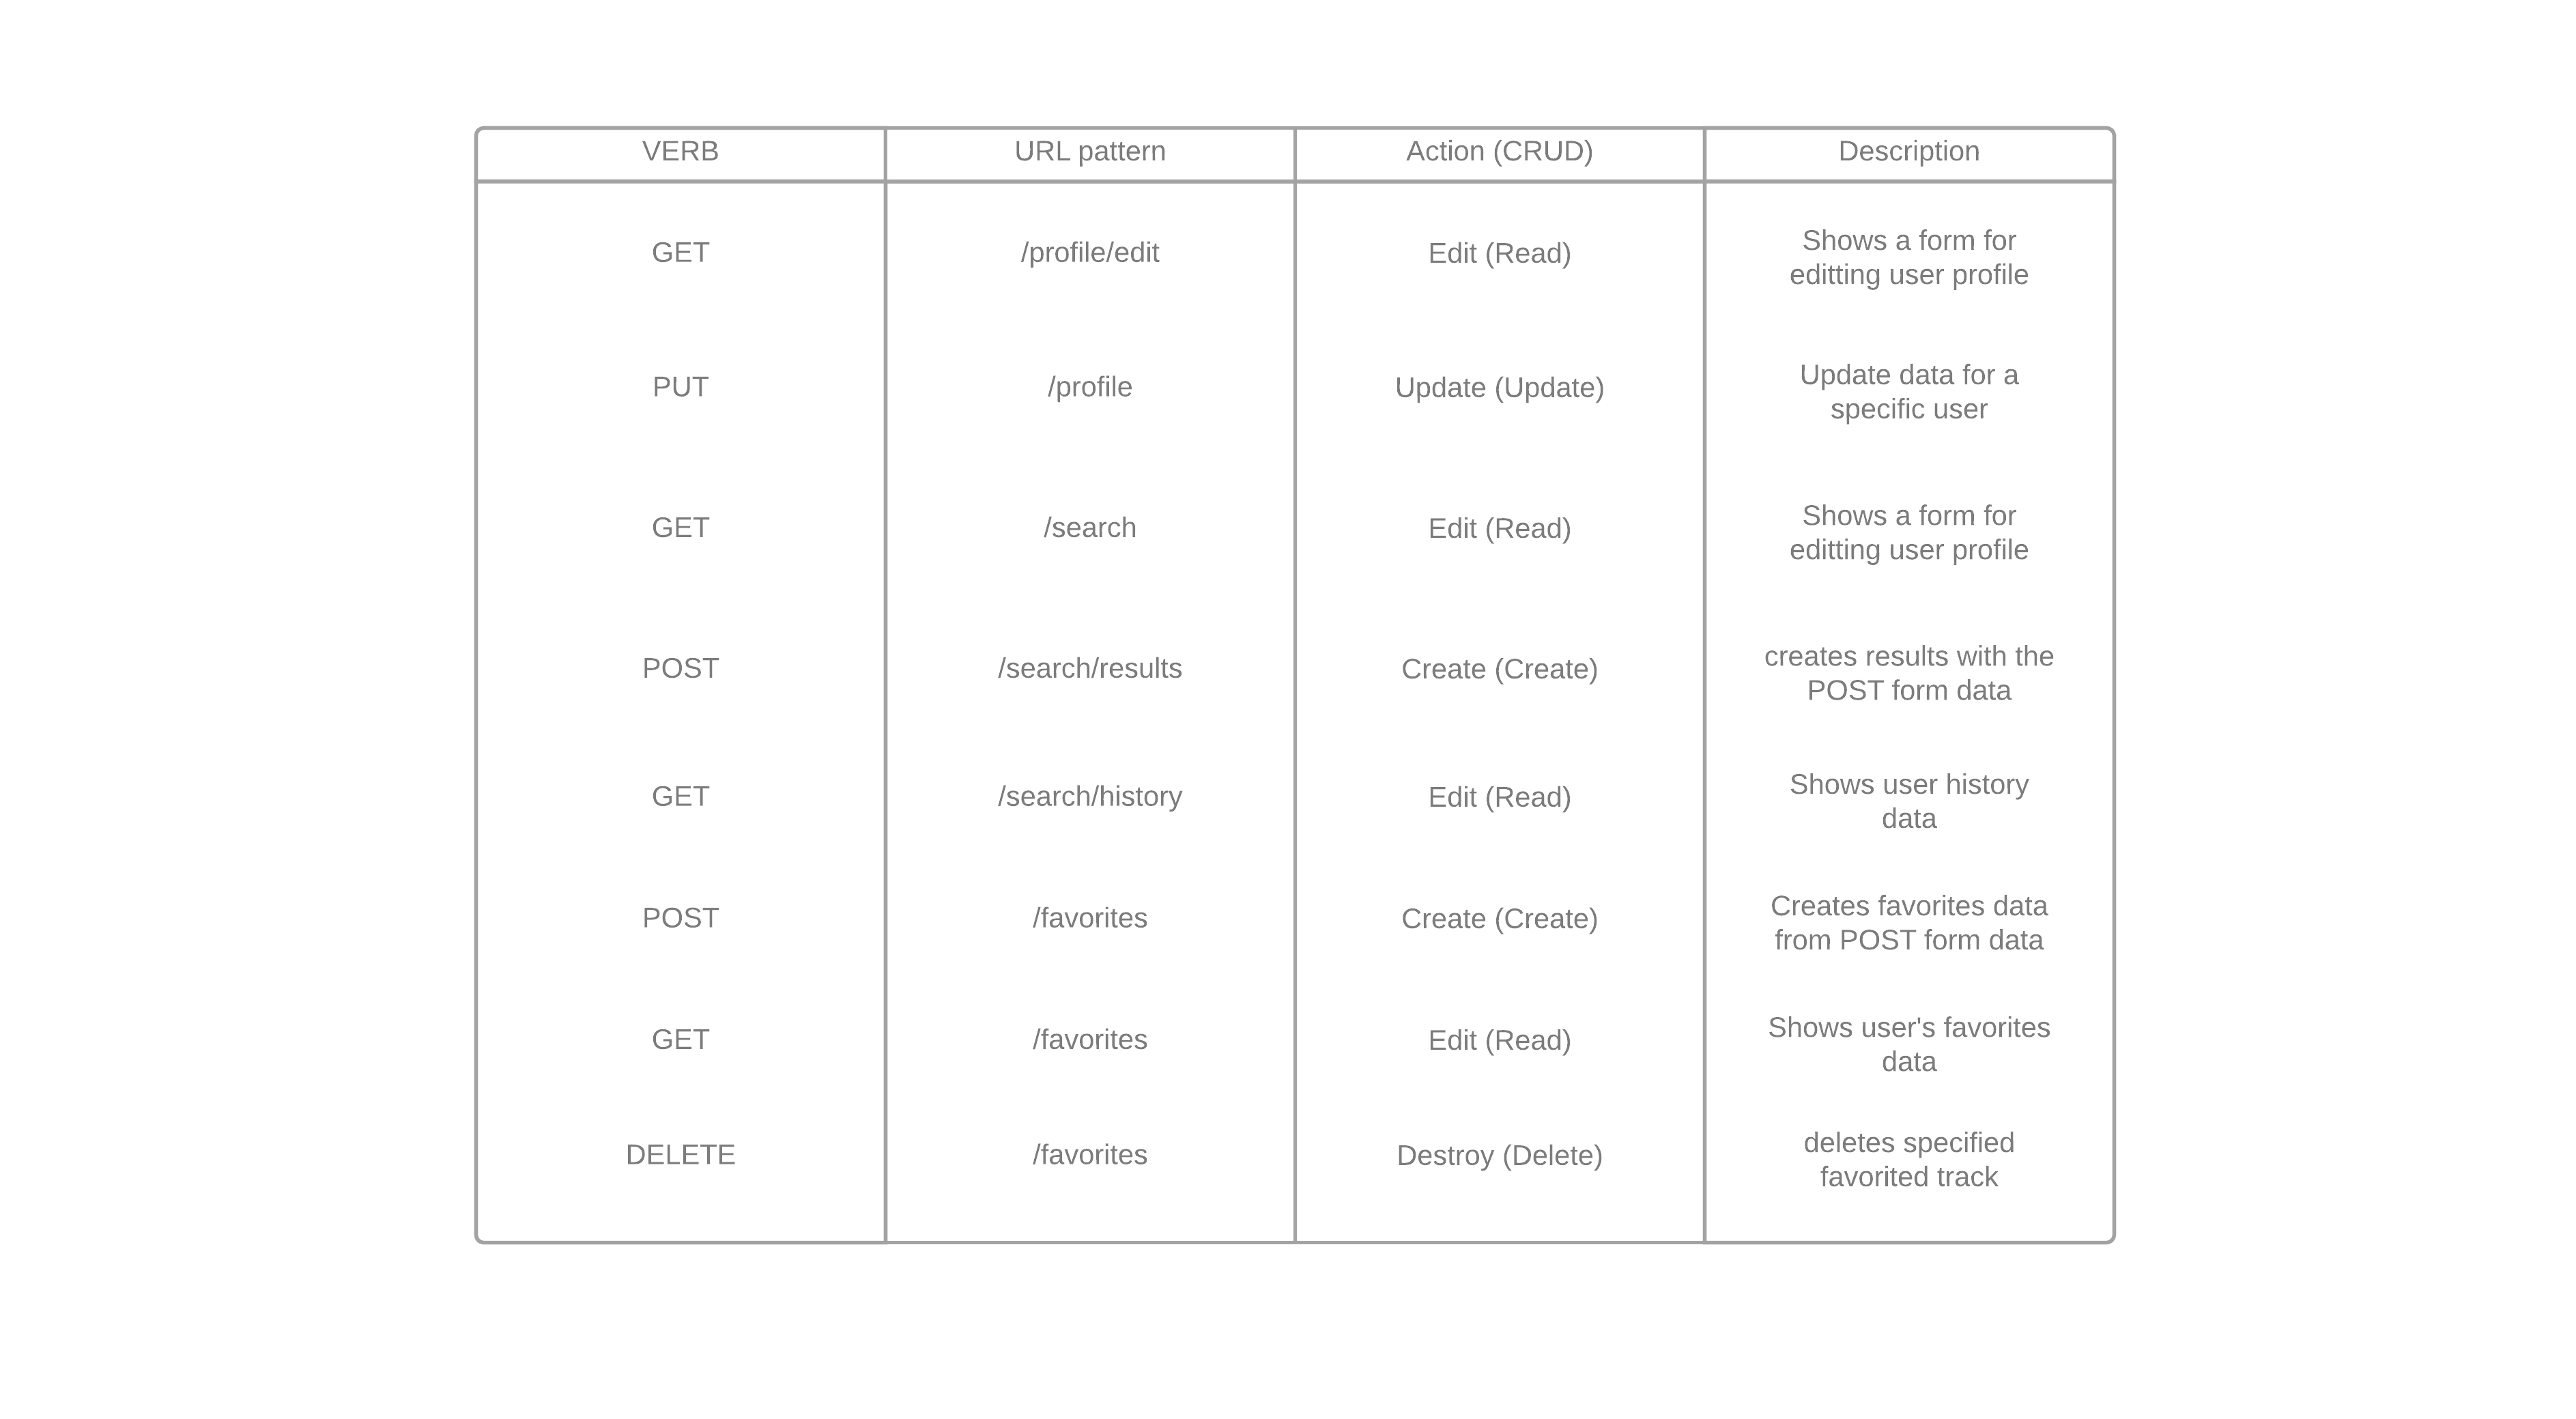 VERB URL pattern Action (CRUD) Description
GET /profile/edit Edit (Read) Shows a form for
editting user profile
PUT /profile Update (Update) Update data for a
specific user
GET /search Edit (Read) Shows a form for
editting user profile
POST /search/results Create (Create) creates results with the
POST form data
GET /search/history Edit (Read) Shows user history
data
POST /favorites Create (Create) Creates favorites data
from POST form data
GET /favorites Edit (Read) Shows user's favorites
data
DELETE /favorites Destroy (Delete) deletes specified
favorited track